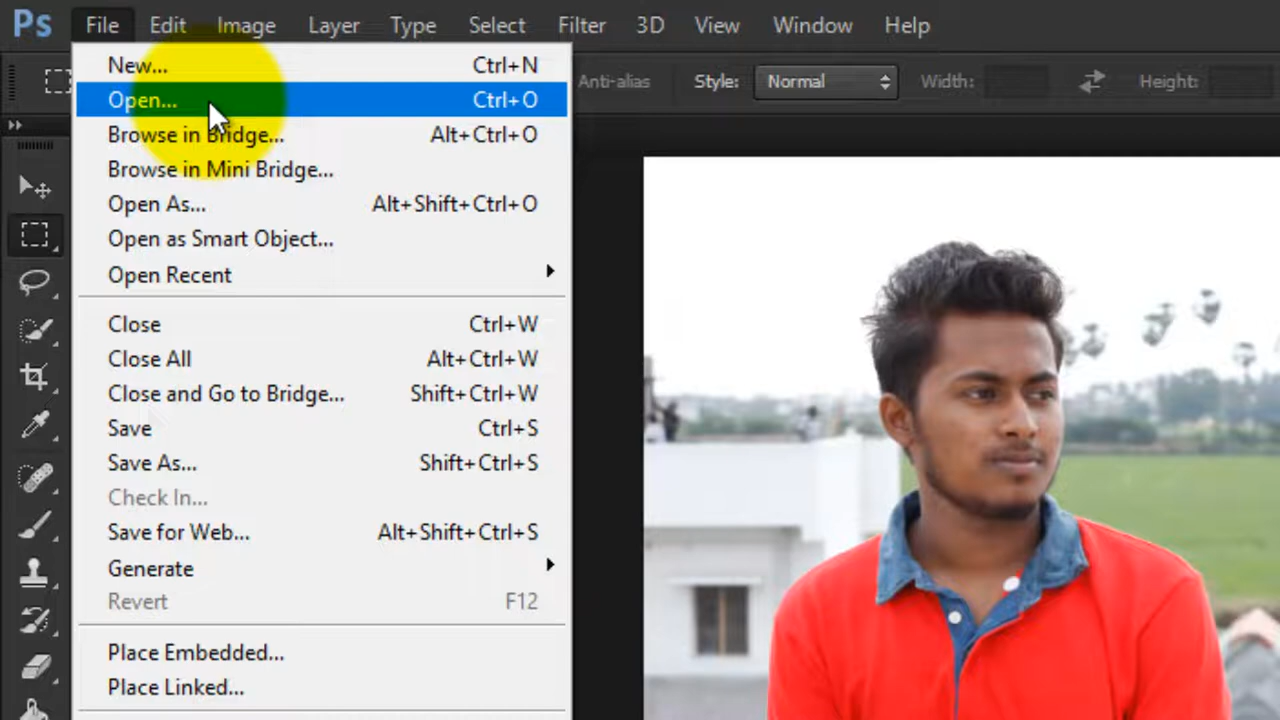 Ps File Edit Image Layer Type Select Filter 3D View Window Help
Anti-alias Style: Normal Width: Height:
New... Ctrl+N
Open... Ctrl+O
Browse in Bridge... Alt+Ctrl+O
Browse in Mini Bridge...
Open As... Alt+Shift+Ctrl+O
Open as Smart Object...
Open Recent
Close Ctrl+W
Close All Alt+Ctrl+W
Close and Go to Bridge... Shift+Ctrl+W
Save Ctrl+S
Save As... Shift+Ctrl+S
Check In...
Save for Web... Alt+Shift+Ctrl+S
Generate
Revert F12
Place Embedded...
Place Linked...